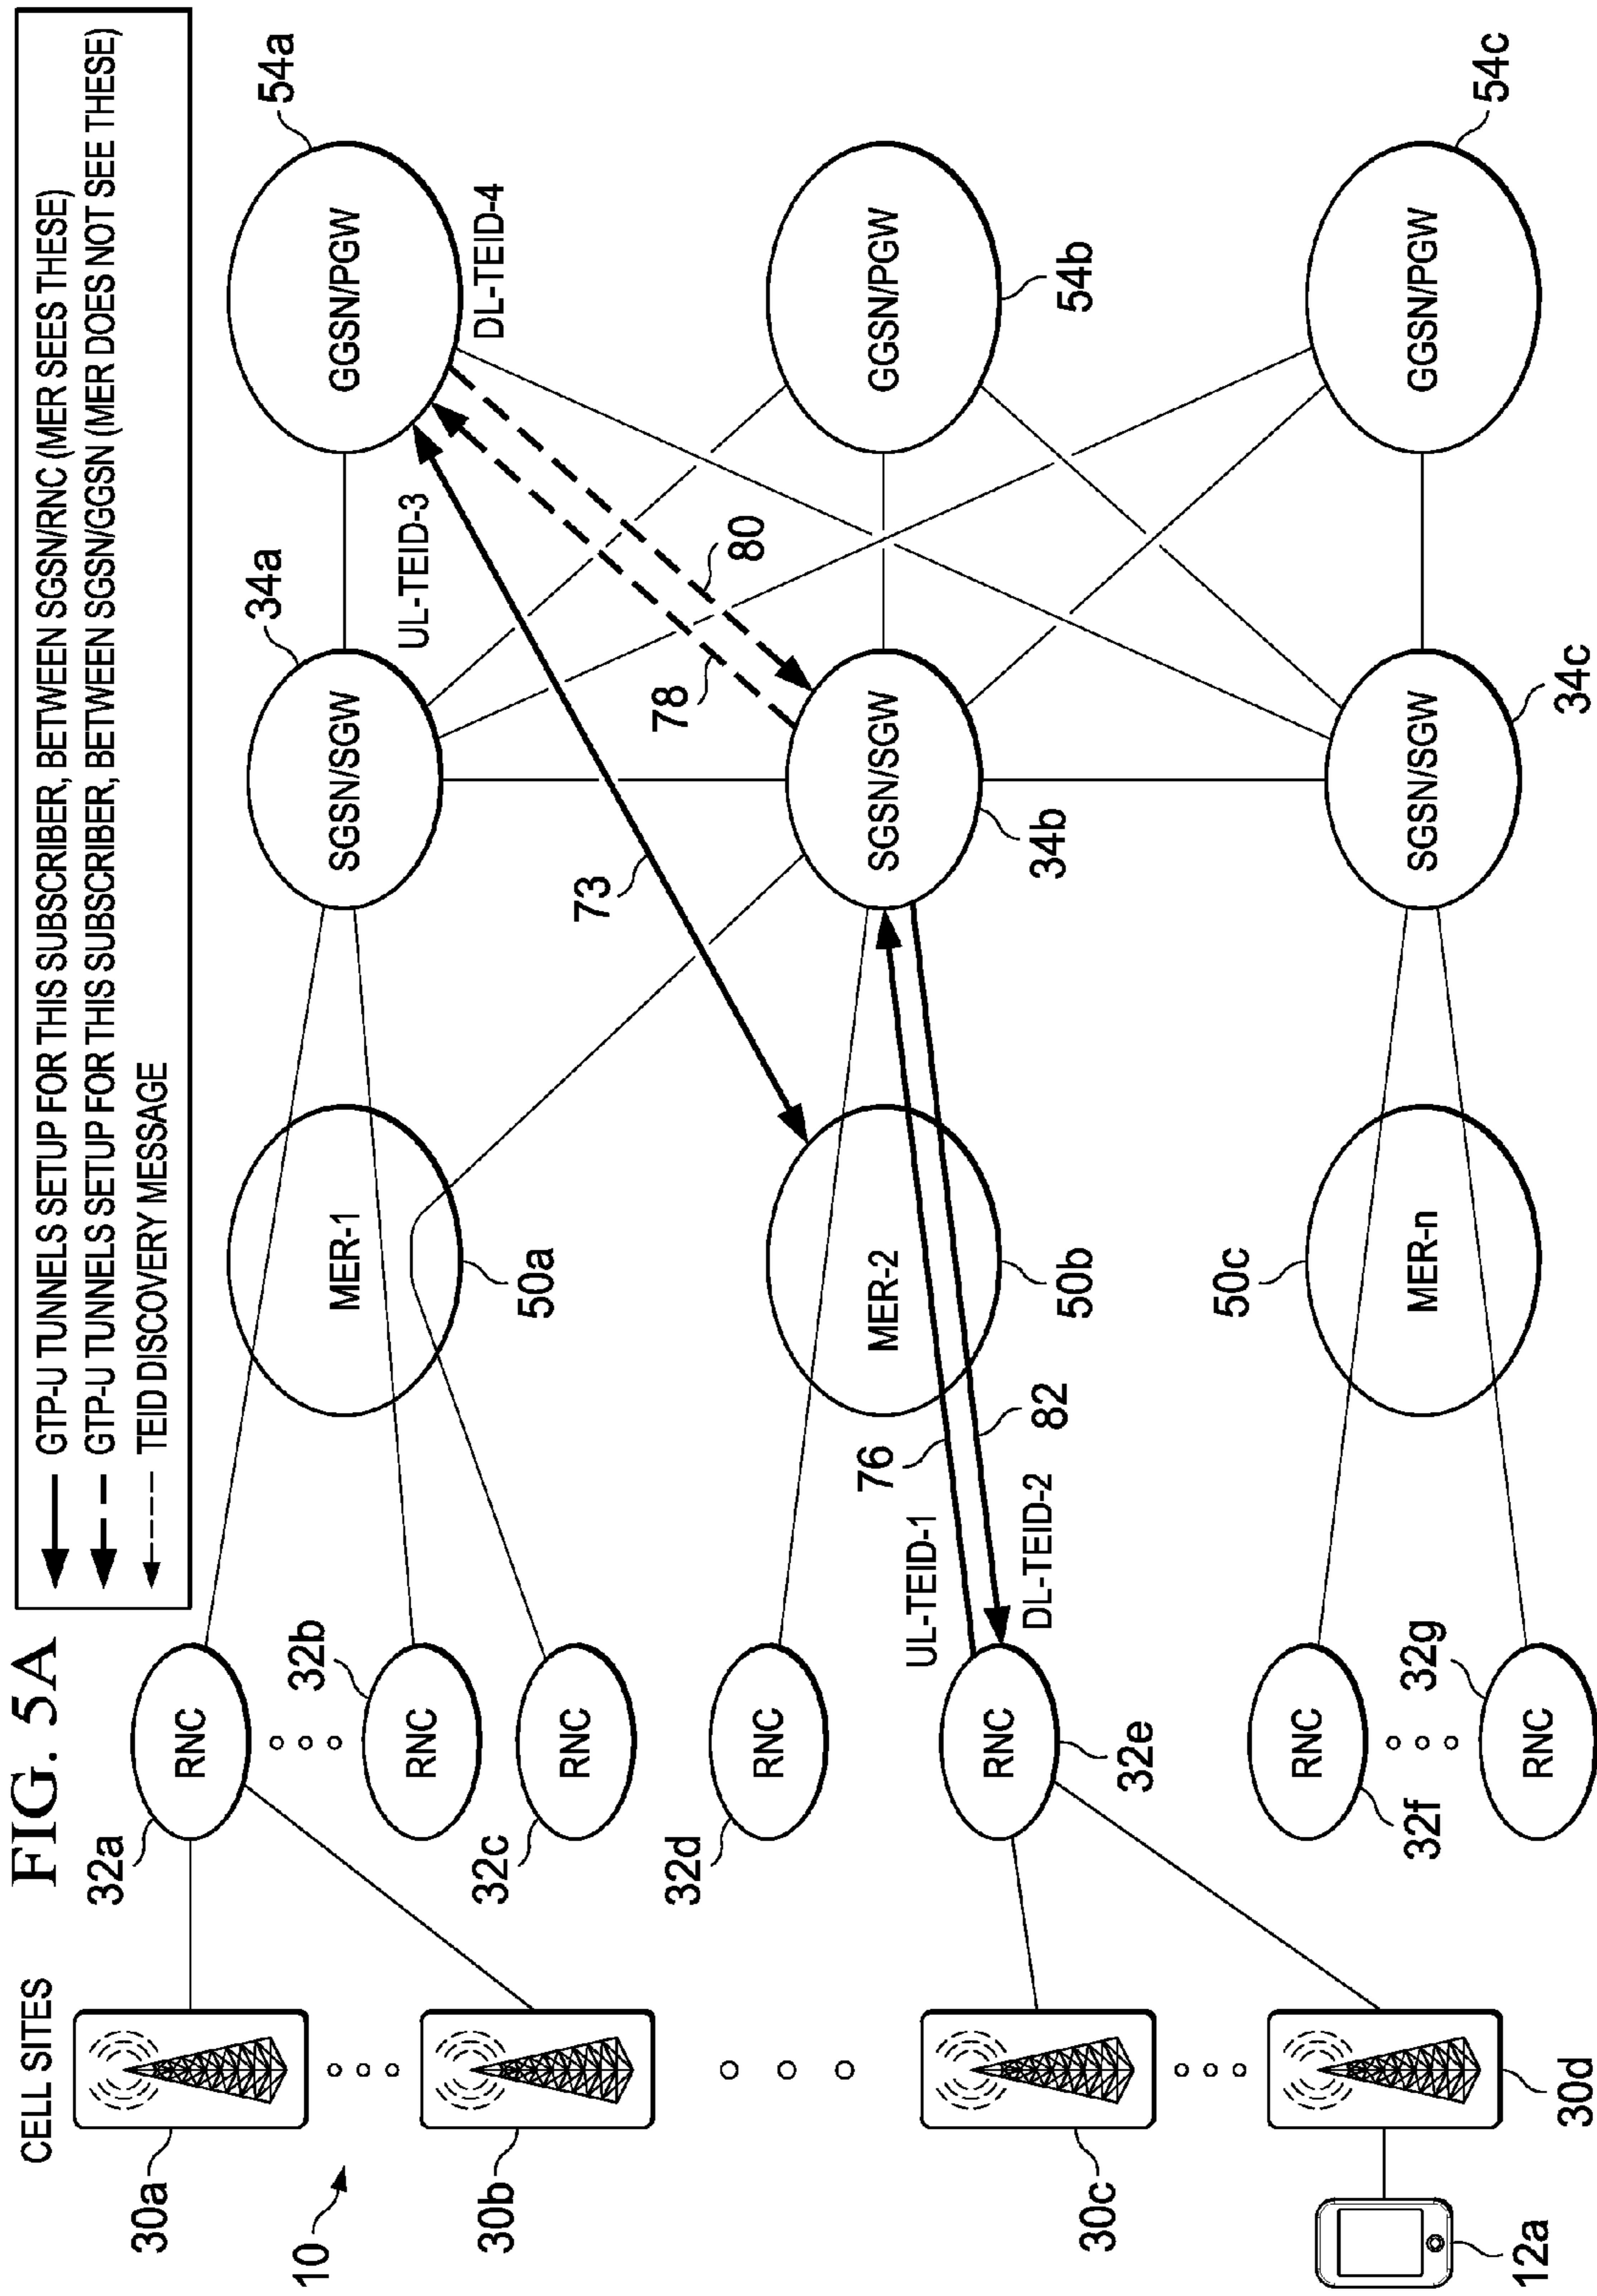 FIG. 5A
GTP-U TUNNELS SETUP FOR THIS SUBSCRIBER, BETWEEN SGSN/RNC (MER SEES THESE)
GTP-U TUNNELS SETUP FOR THIS SUBSCRIBER, BETWEEN SGSN/GGSN (MER DOES NOT SEE THESE)
TEID DISCOVERY MESSAGE
CELL SITES
30a
10
30b
30c
30d
12a
32a
RNC
32b
RNC
32c
RNC
32d
RNC
32e
RNC
32f
RNC
32g
RNC
UL-TEID-1
DL-TEID-2
76
82
MER-1
50a
MER-2
50b
MER-n
50c
73
34a
SGSN/SGW
34b
SGSN/SGW
34c
SGSN/SGW
78
80
UL-TEID-3
DL-TEID-4
54a
GGSN/PGW
54b
GGSN/PGW
54c
GGSN/PGW